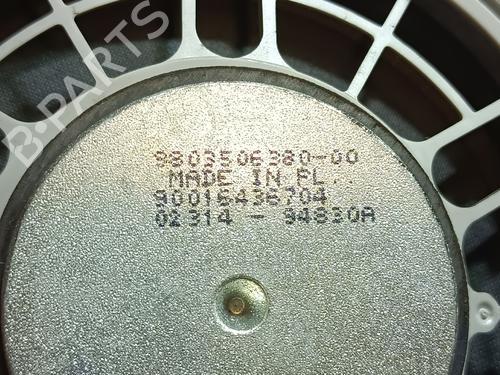 B-PARTS
9803506380-00
MADE IN PL..
90016436704
02314 - 94830A